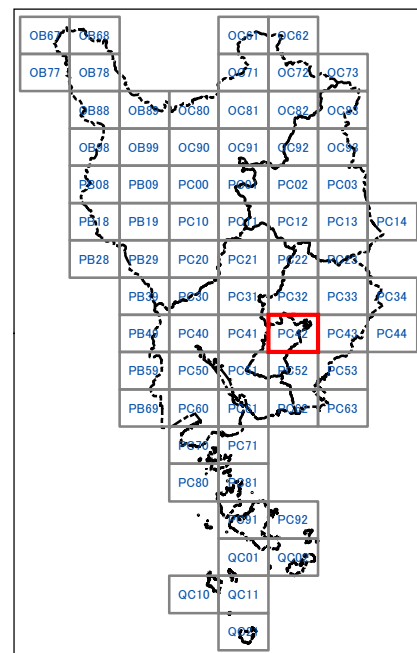 OB67 OB68 OC61 OC62
OB77 OB78 OC71 OC72 OC73
OB88 OB89 OC80 OC81 OC82 OC83
OB98 OB99 OC90 OC91 OC92 OC93
PB08 PB09 PC00 PC01 PC02 PC03
PB18 PB19 PC10 PC11 PC12 PC13 PC14
PB28 PB29 PC20 PC21 PC22 PC23
PB39 PC30 PC31 PC32 PC33 PC34
PB49 PC40 PC41 PC42 PC43 PC44
PB59 PC50 PC51 PC52 PC53
PB69 PC60 PC61 PC62 PC63
PC70 PC71
PC80 PC81
PC91 PC92
QC01 QC02
QC10 QC11
QC21